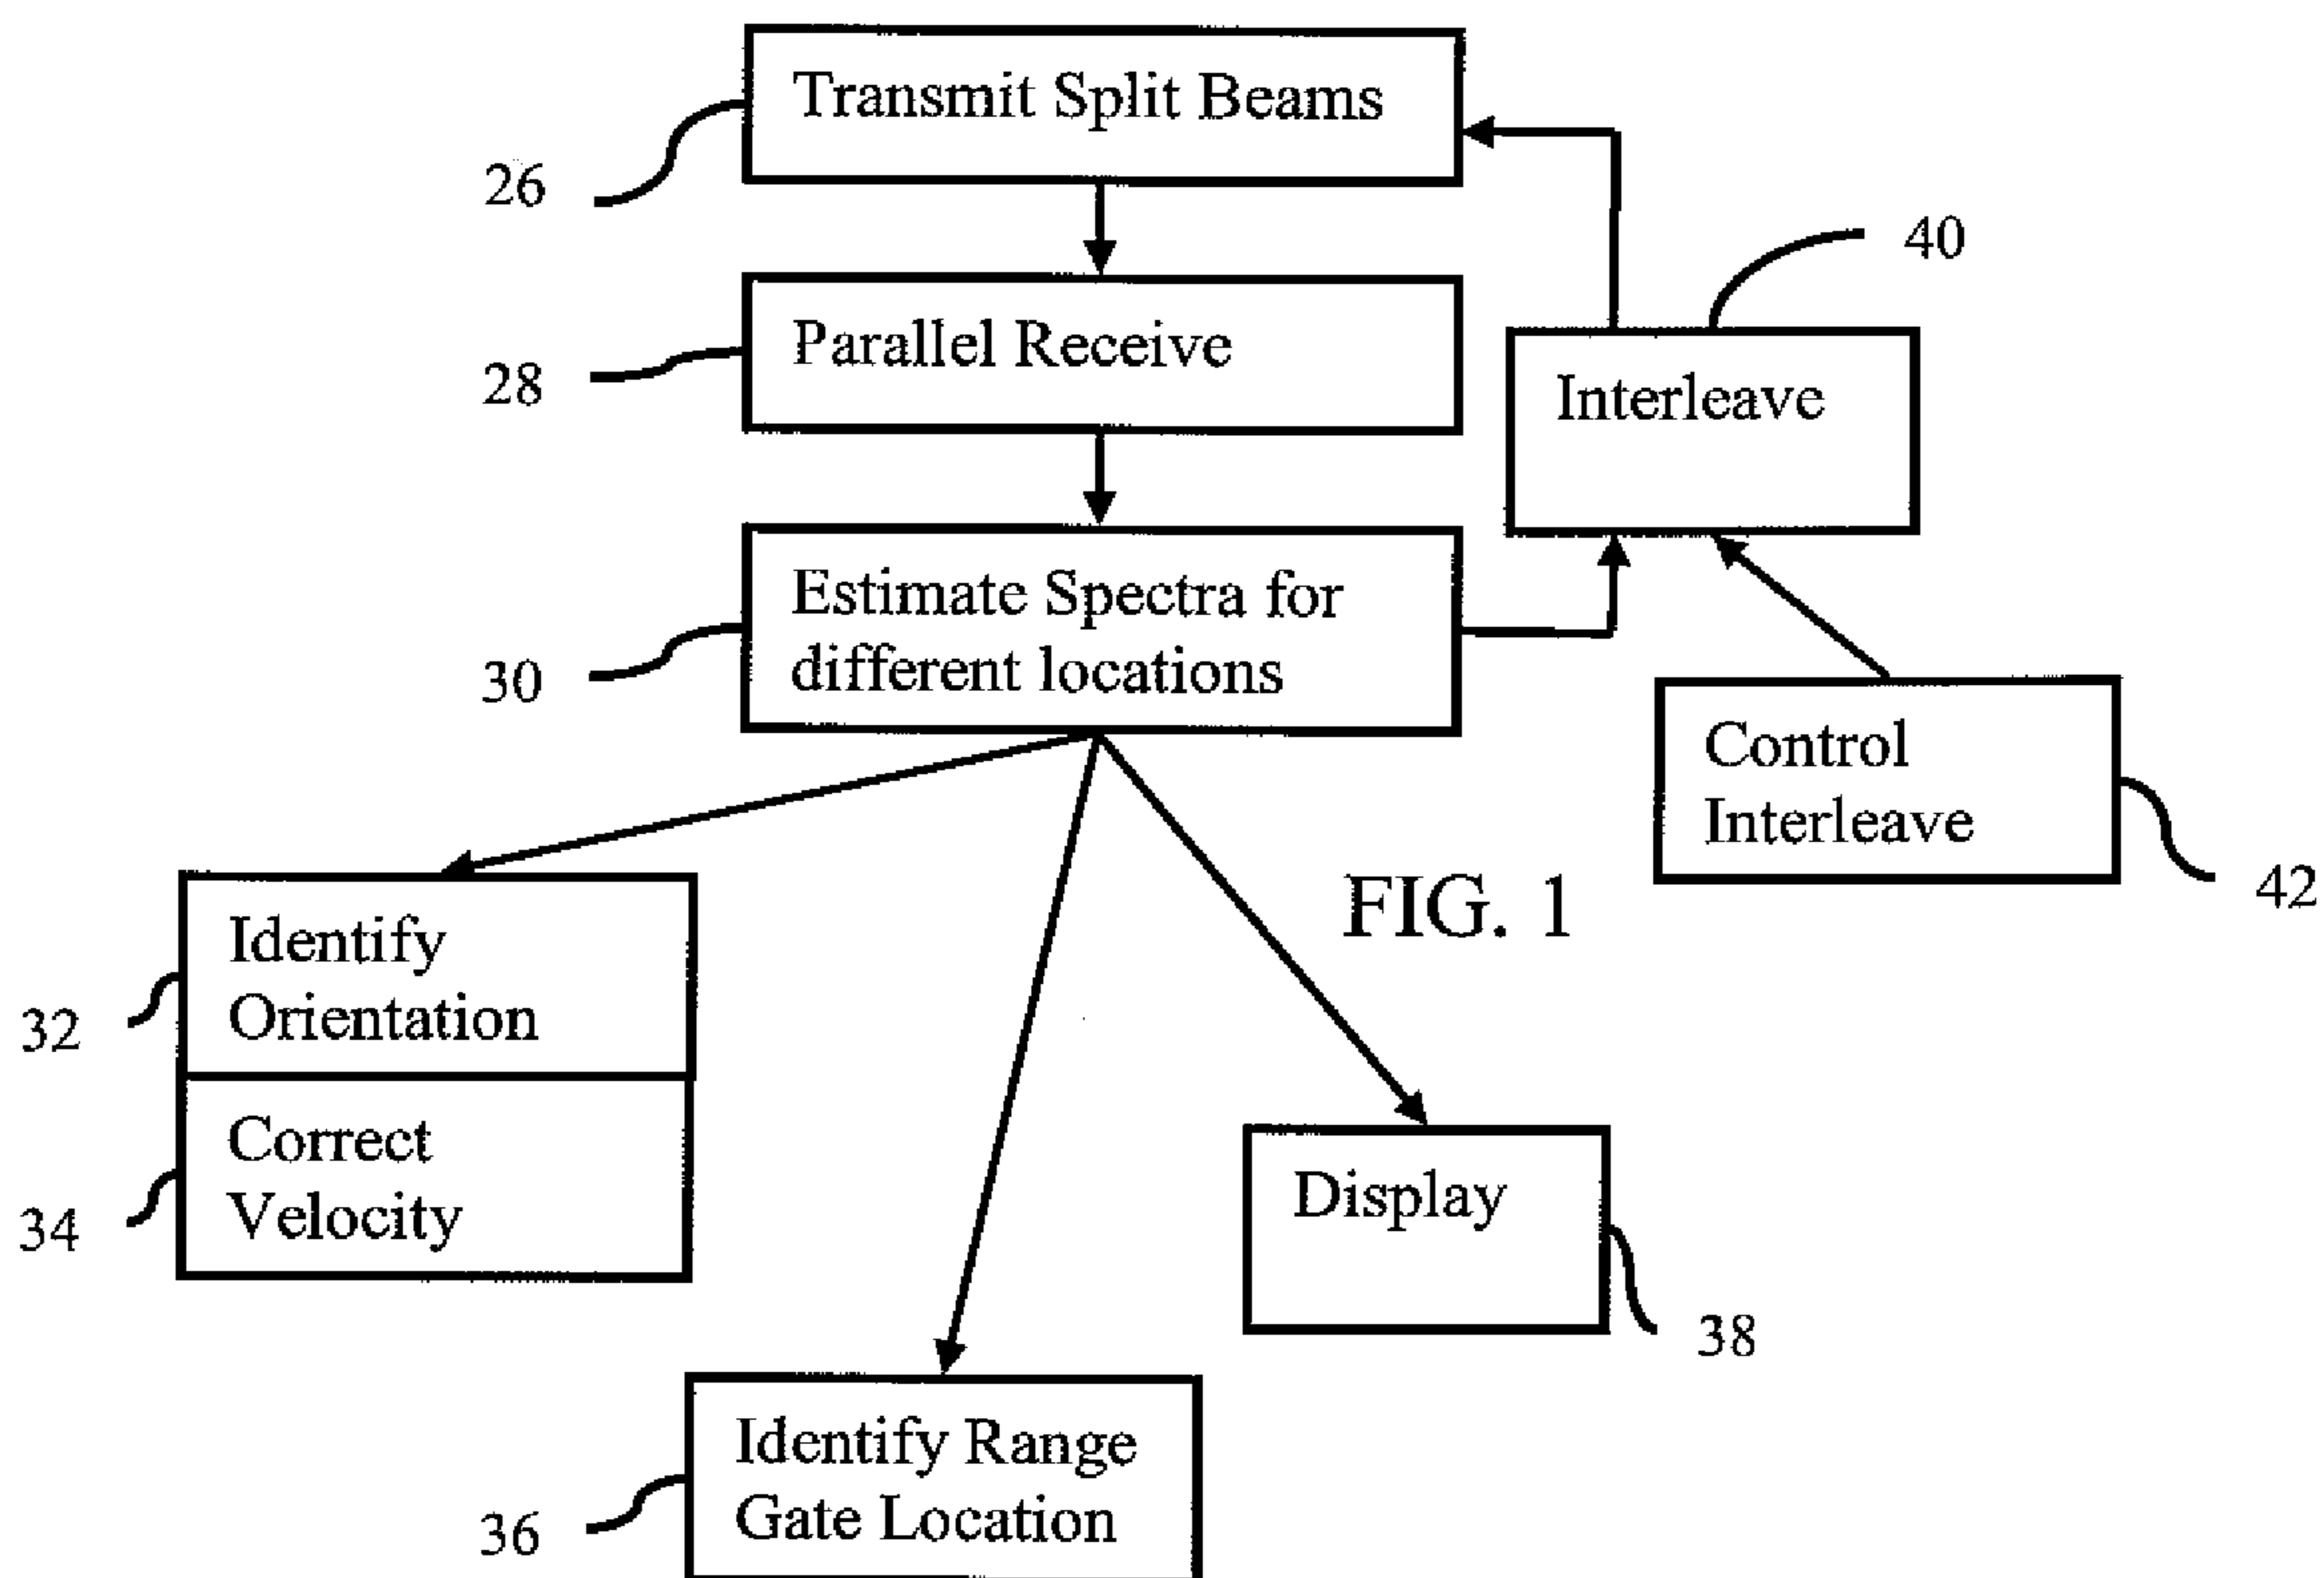 Transmit Split Beams
26
40
Parallel Receive
28
Interleave
Estimate Spectra for
different locations
30
Control
Interleave
42
FIG. 1
Identify
Orientation
32
Correct
Velocity
34
Display
38
Identify Range
Gate Location
36